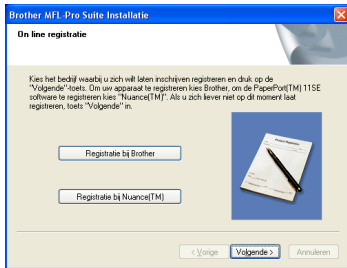 Brother MFL-Pro Suite Installatie
On line registratie
Kies het bedrijf waarbij u zich wilt laten inschrijven registreren en druk op de
"Volgende"-toets. Om uw apparaat te registreren kies Brother, om de PaperPort(TM) 11SE
software te registreren kies "Nuance(TM)". Als u zich liever niet op dit moment laat
registreren, toets "Volgende" in.
Registratie bij Brother
Registratie bij Nuance(TM)
< Vorige
Volgende >
Annuleren